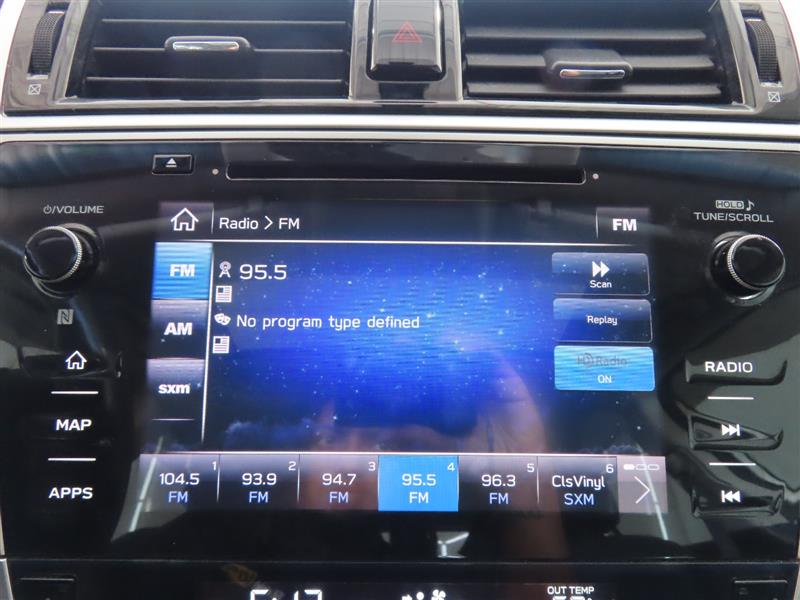 ⏻/VOLUME
HOLD ♪
TUNE/SCROLL
Radio > FM
FM
FM
95.5
Scan
AM
No program type defined
Replay
HD Radio
ON
sxm
RADIO
MAP
APPS
1 2 3 4 5 6
104.5 93.9 94.7 95.5 96.3 ClsVinyl
FM FM FM FM FM SXM
OUT TEMP